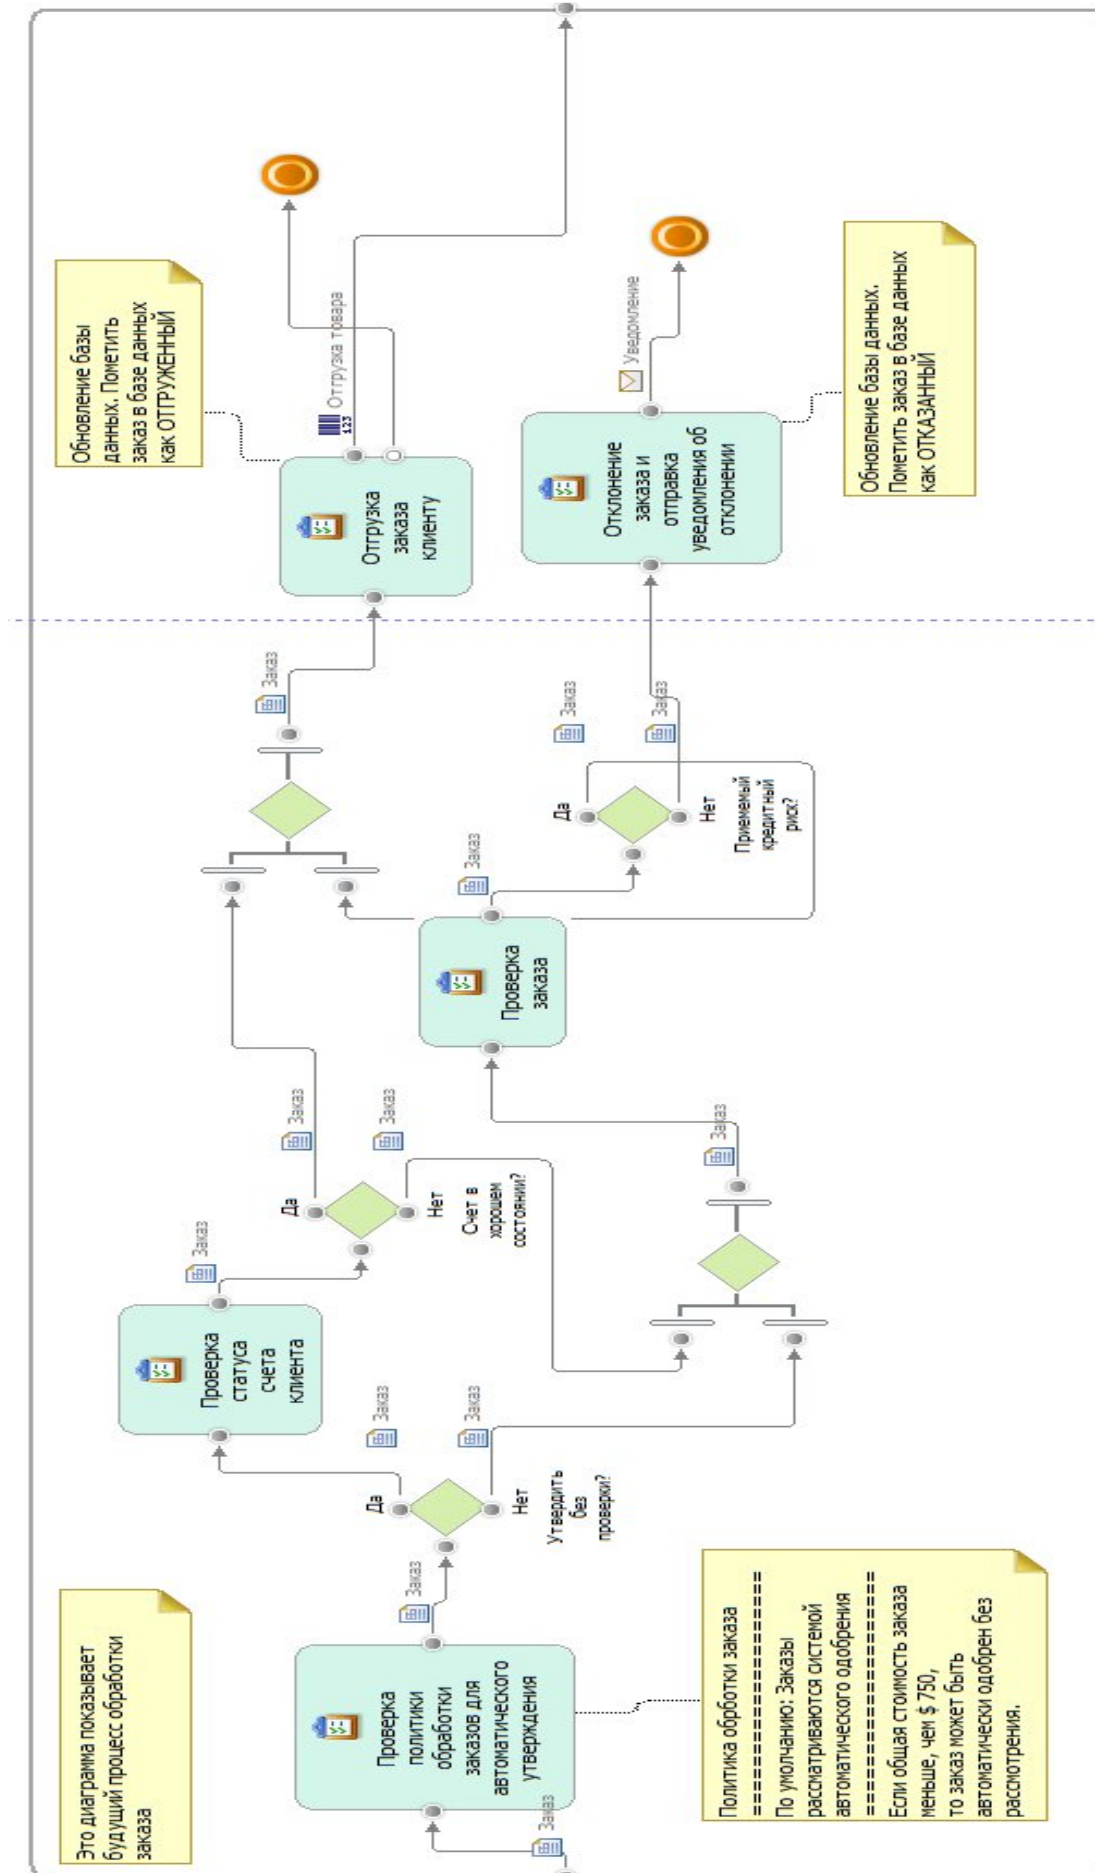 Это диаграмма показывает
будущий процесс обработки
заказа
Заказ
Проверка
политики
обработки
заказов для
автоматического
утверждения
Политика обрботки заказа
==========================
По умолчанию: Заказы
рассматриваются системой
автоматического одобрения
==========================
Если общая стоимость заказа
меньше, чем $ 750,
то заказ может быть
автоматически одобрен без
рассмотрения.
Заказ
Да
Нет
Утвердить
без
проверки?
Заказ
Заказ
Проверка
статуса
счета
клиента
Заказ
Да
Нет
Счет в
хорошем
состоянии?
Заказ
Заказ
Заказ
Проверка
заказа
Заказ
Да
Нет
Приемемый
кредитный
риск?
Заказ
Заказ
Заказ
Отгрузка
заказа
клиенту
123
Отгрузка товара
Обновление базы
данных. Пометить
заказ в базе данных
как ОТГРУЖЕННЫЙ
Отклонение
заказа и
отправка
уведомления об
отклонении
Уведомление
Обновление базы данных.
Пометить заказ в базе данных
как ОТКАЗАННЫЙ